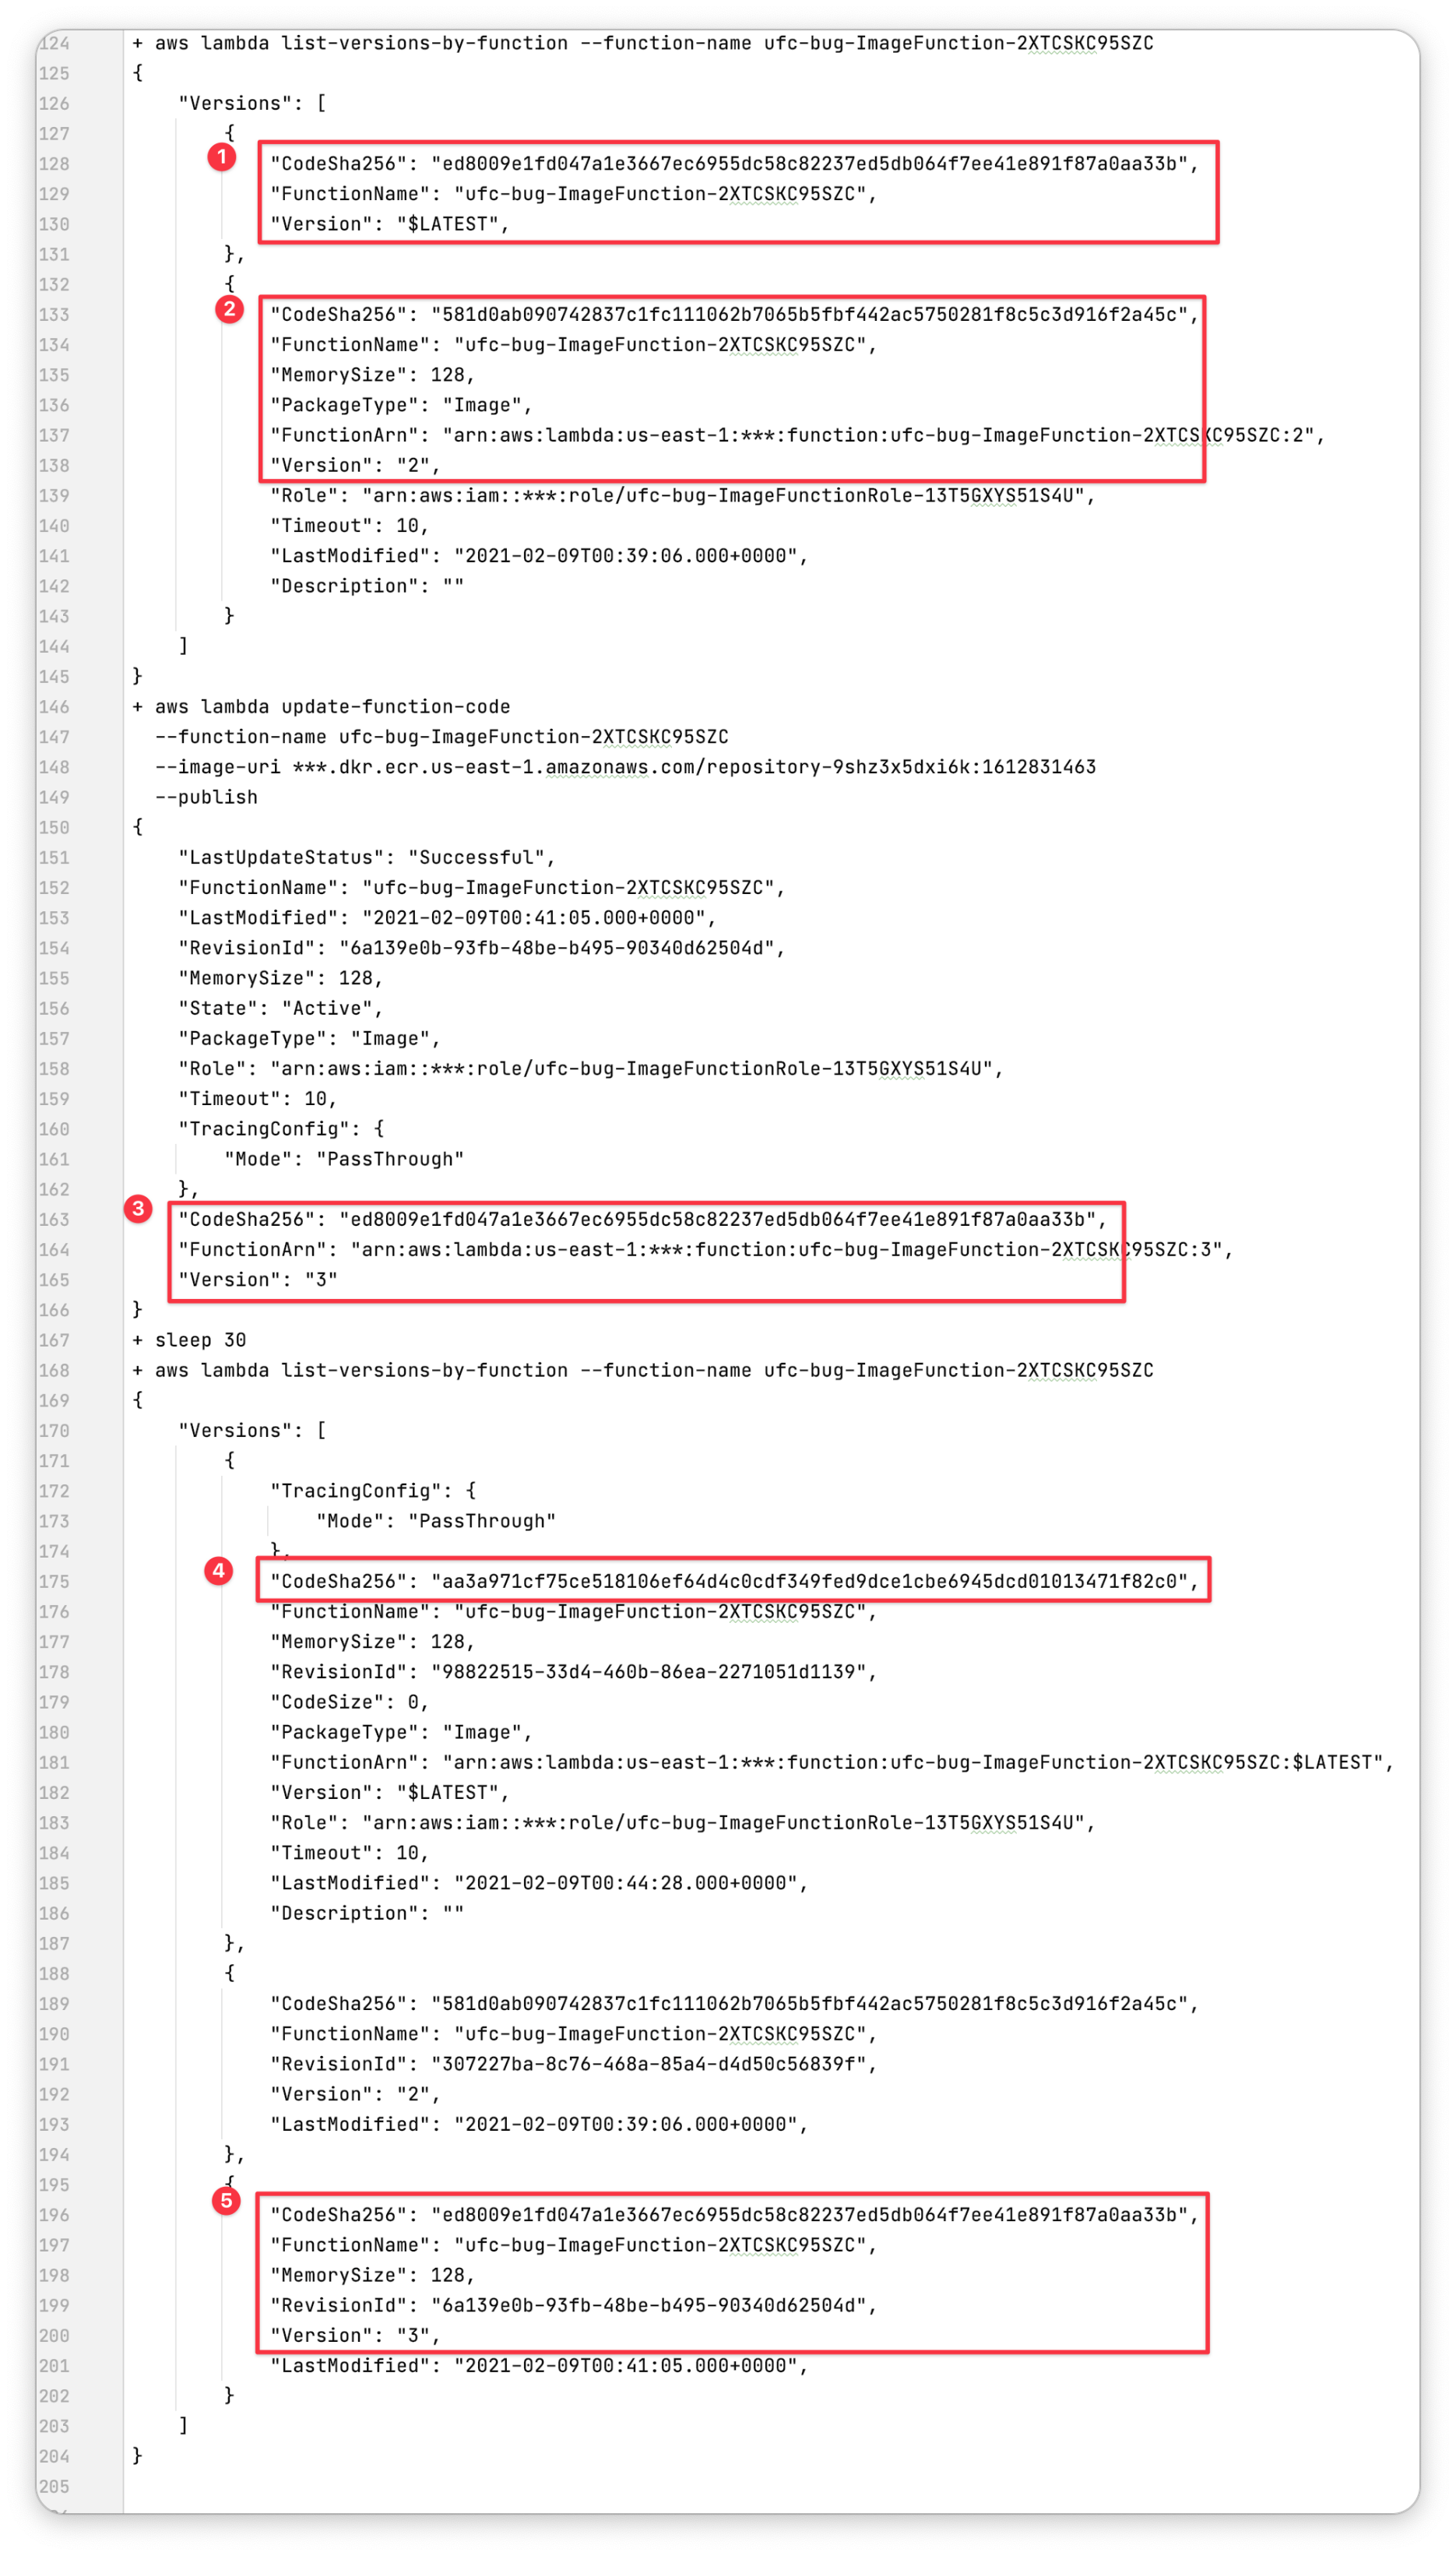 124 + aws lambda list-versions-by-function --function-name ufc-bug-ImageFunction-2XTCSKC95SZC
125 {
126 "Versions": [
127 {
1
128 "CodeSha256": "ed8009e1fd047a1e3667ec6955dc58c82237ed5db064f7ee41e891f87a0aa33b",
129 "FunctionName": "ufc-bug-ImageFunction-2XTCSKC95SZC",
130 "Version": "$LATEST",
131 },
132 {
2
133 "CodeSha256": "581d0ab090742837c1fc111062b7065b5fbf442ac5750281f8c5c3d916f2a45c",
134 "FunctionName": "ufc-bug-ImageFunction-2XTCSKC95SZC",
135 "MemorySize": 128,
136 "PackageType": "Image",
137 "FunctionArn": "arn:aws:lambda:us-east-1:***:function:ufc-bug-ImageFunction-2XTCSKC95SZC:2",
138 "Version": "2",
139 "Role": "arn:aws:iam::***:role/ufc-bug-ImageFunctionRole-13T5GXYS51S4U",
140 "Timeout": 10,
141 "LastModified": "2021-02-09T00:39:06.000+0000",
142 "Description": ""
143 }
144 ]
145 }
146 + aws lambda update-function-code
147 --function-name ufc-bug-ImageFunction-2XTCSKC95SZC
148 --image-uri ***.dkr.ecr.us-east-1.amazonaws.com/repository-9shz3x5dxi6k:1612831463
149 --publish
150 {
151 "LastUpdateStatus": "Successful",
152 "FunctionName": "ufc-bug-ImageFunction-2XTCSKC95SZC",
153 "LastModified": "2021-02-09T00:41:05.000+0000",
154 "RevisionId": "6a139e0b-93fb-48be-b495-90340d62504d",
155 "MemorySize": 128,
156 "State": "Active",
157 "PackageType": "Image",
158 "Role": "arn:aws:iam::***:role/ufc-bug-ImageFunctionRole-13T5GXYS51S4U",
159 "Timeout": 10,
160 "TracingConfig": {
161 "Mode": "PassThrough"
162 },
3
163 "CodeSha256": "ed8009e1fd047a1e3667ec6955dc58c82237ed5db064f7ee41e891f87a0aa33b",
164 "FunctionArn": "arn:aws:lambda:us-east-1:***:function:ufc-bug-ImageFunction-2XTCSKC95SZC:3",
165 "Version": "3"
166 }
167 + sleep 30
168 + aws lambda list-versions-by-function --function-name ufc-bug-ImageFunction-2XTCSKC95SZC
169 {
170 "Versions": [
171 {
172 "TracingConfig": {
173 "Mode": "PassThrough"
174 },
4
175 "CodeSha256": "aa3a971cf75ce518106ef64d4c0cdf349fed9dce1cbe6945dcd01013471f82c0",
176 "FunctionName": "ufc-bug-ImageFunction-2XTCSKC95SZC",
177 "MemorySize": 128,
178 "RevisionId": "98822515-33d4-460b-86ea-2271051d1139",
179 "CodeSize": 0,
180 "PackageType": "Image",
181 "FunctionArn": "arn:aws:lambda:us-east-1:***:function:ufc-bug-ImageFunction-2XTCSKC95SZC:$LATEST",
182 "Version": "$LATEST",
183 "Role": "arn:aws:iam::***:role/ufc-bug-ImageFunctionRole-13T5GXYS51S4U",
184 "Timeout": 10,
185 "LastModified": "2021-02-09T00:44:28.000+0000",
186 "Description": ""
187 },
188 {
189 "CodeSha256": "581d0ab090742837c1fc111062b7065b5fbf442ac5750281f8c5c3d916f2a45c",
190 "FunctionName": "ufc-bug-ImageFunction-2XTCSKC95SZC",
191 "RevisionId": "307227ba-8c76-468a-85a4-d4d50c56839f",
192 "Version": "2",
193 "LastModified": "2021-02-09T00:39:06.000+0000",
194 },
195 {
5
196 "CodeSha256": "ed8009e1fd047a1e3667ec6955dc58c82237ed5db064f7ee41e891f87a0aa33b",
197 "FunctionName": "ufc-bug-ImageFunction-2XTCSKC95SZC",
198 "MemorySize": 128,
199 "RevisionId": "6a139e0b-93fb-48be-b495-90340d62504d",
200 "Version": "3",
201 "LastModified": "2021-02-09T00:41:05.000+0000",
202 }
203 ]
204 }
205